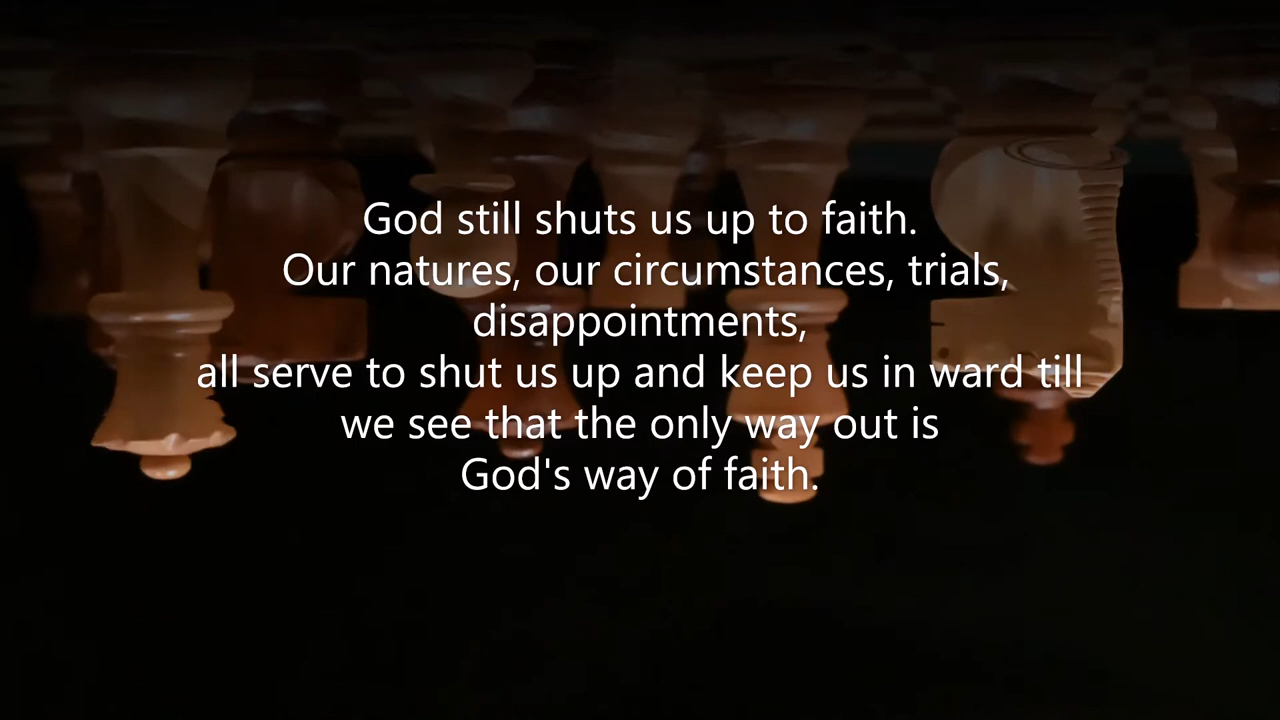 God still shuts us up to faith.
Our natures, our circumstances, trials,
disappointments,
all serve to shut us up and keep us in ward till
we see that the only way out is
God's way of faith.